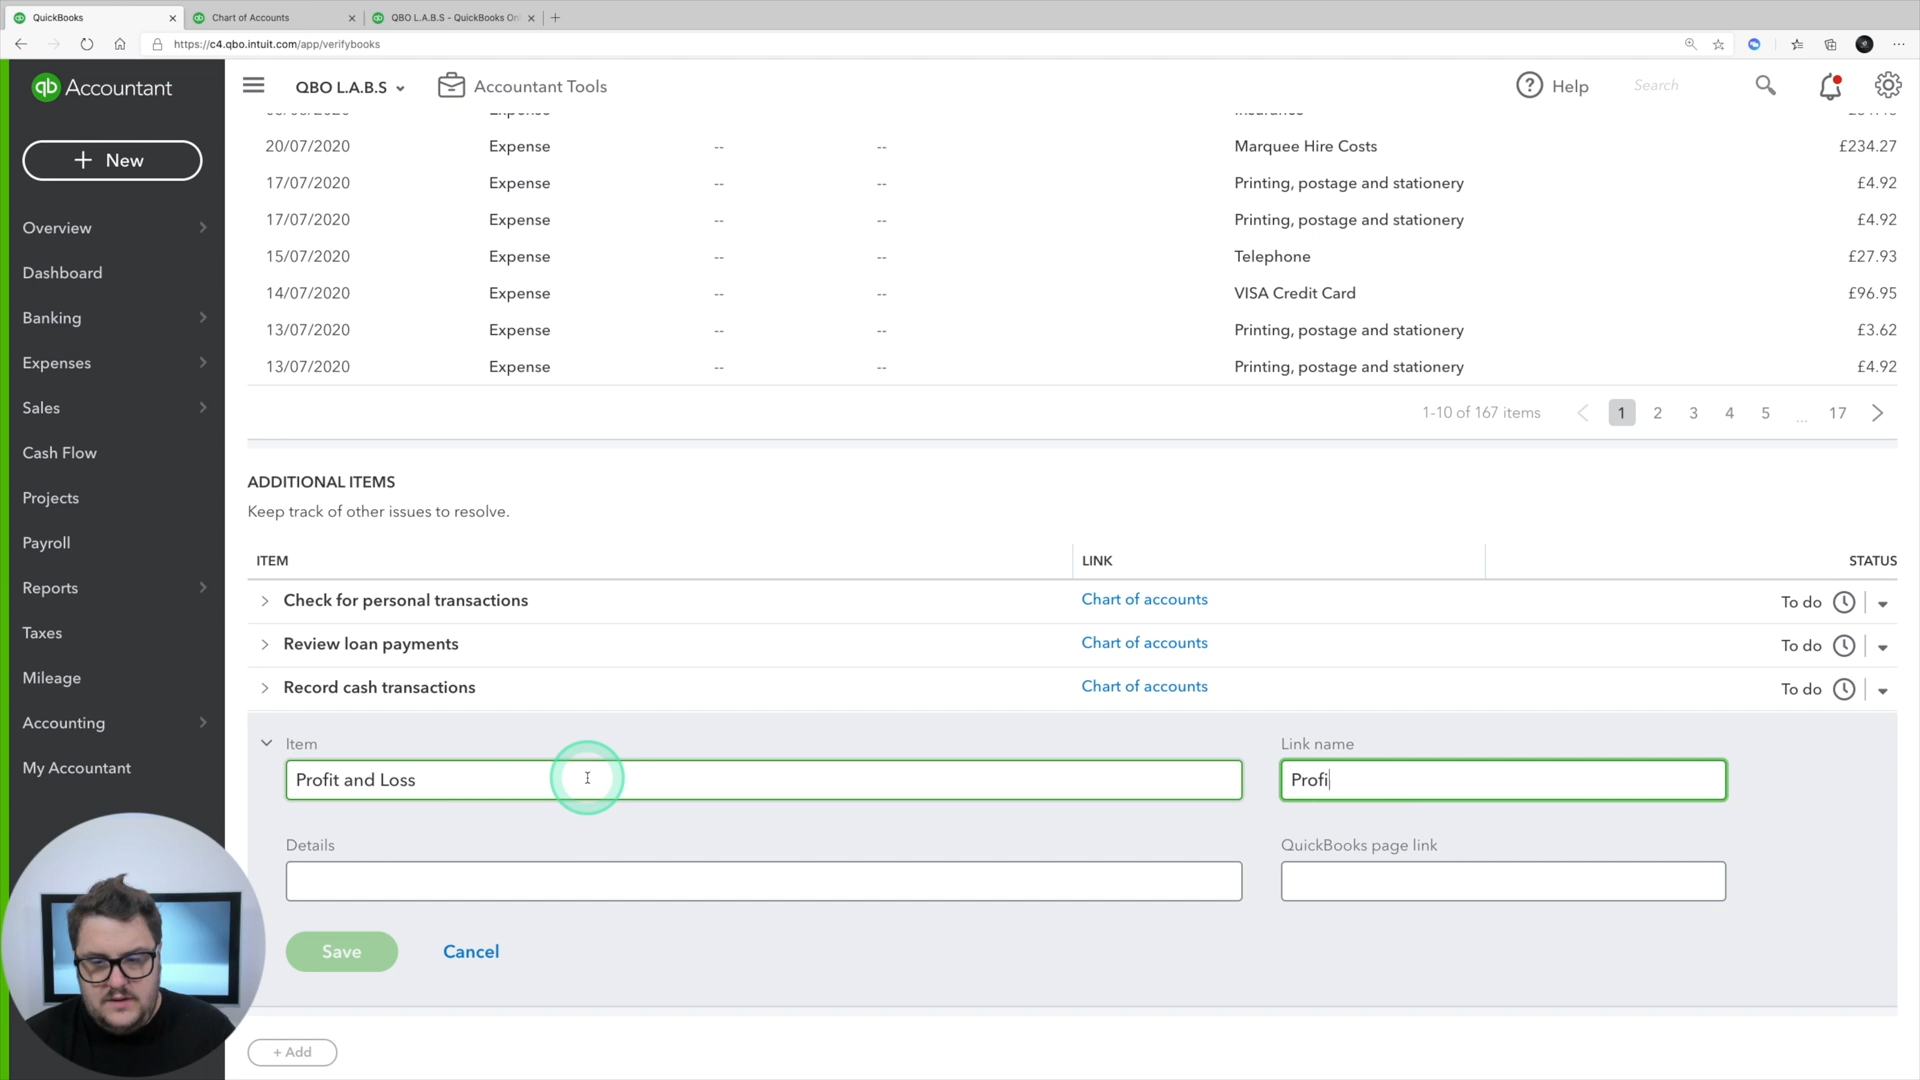 QuickBooks
Chart of Accounts
QBO L.A.B.S - QuickBooks On
https://c4.qbo.intuit.com/app/verifybooks
qb Accountant
QBO L.A.B.S
Accountant Tools
Help
Search
+ New
Overview
Dashboard
Banking
Expenses
Sales
Cash Flow
Projects
Payroll
Reports
Taxes
Mileage
Accounting
My Accountant
Expense Insurance
20/07/2020 Expense -- -- Marquee Hire Costs £234.27
17/07/2020 Expense -- -- Printing, postage and stationery £4.92
17/07/2020 Expense -- -- Printing, postage and stationery £4.92
15/07/2020 Expense -- -- Telephone £27.93
14/07/2020 Expense -- -- VISA Credit Card £96.95
13/07/2020 Expense -- -- Printing, postage and stationery £3.62
13/07/2020 Expense -- -- Printing, postage and stationery £4.92
1-10 of 167 items 1 2 3 4 5 ... 17
ADDITIONAL ITEMS
Keep track of other issues to resolve.
ITEM LINK STATUS
Check for personal transactions Chart of accounts To do
Review loan payments Chart of accounts To do
Record cash transactions Chart of accounts To do
Item Link name
Profit and Loss Profi
Details QuickBooks page link
Save Cancel
+ Add